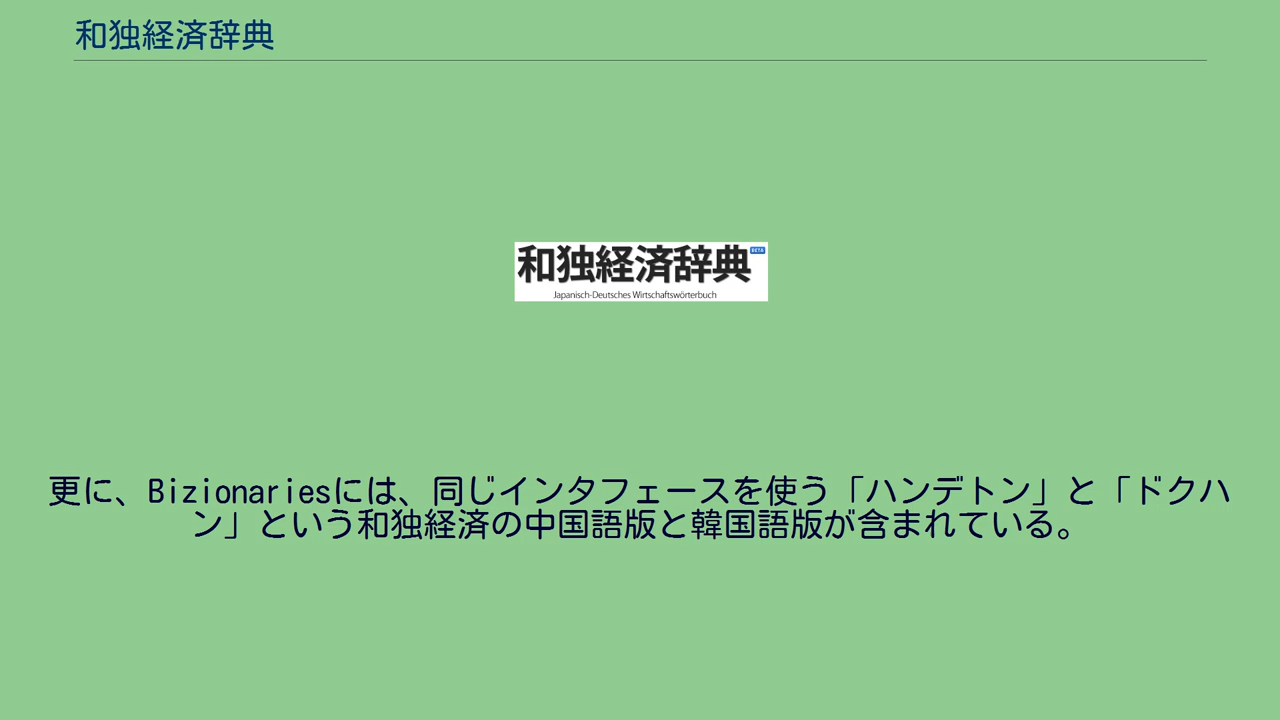 和独経済辞典
和独経済辞典 BETA
Japanisch-Deutsches Wirtschaftswörterbuch
更に、Bizionariesには、同じインタフェースを使う「ハンデトン」と「ドクハ
ン」という和独経済の中国語版と韓国語版が含まれている。